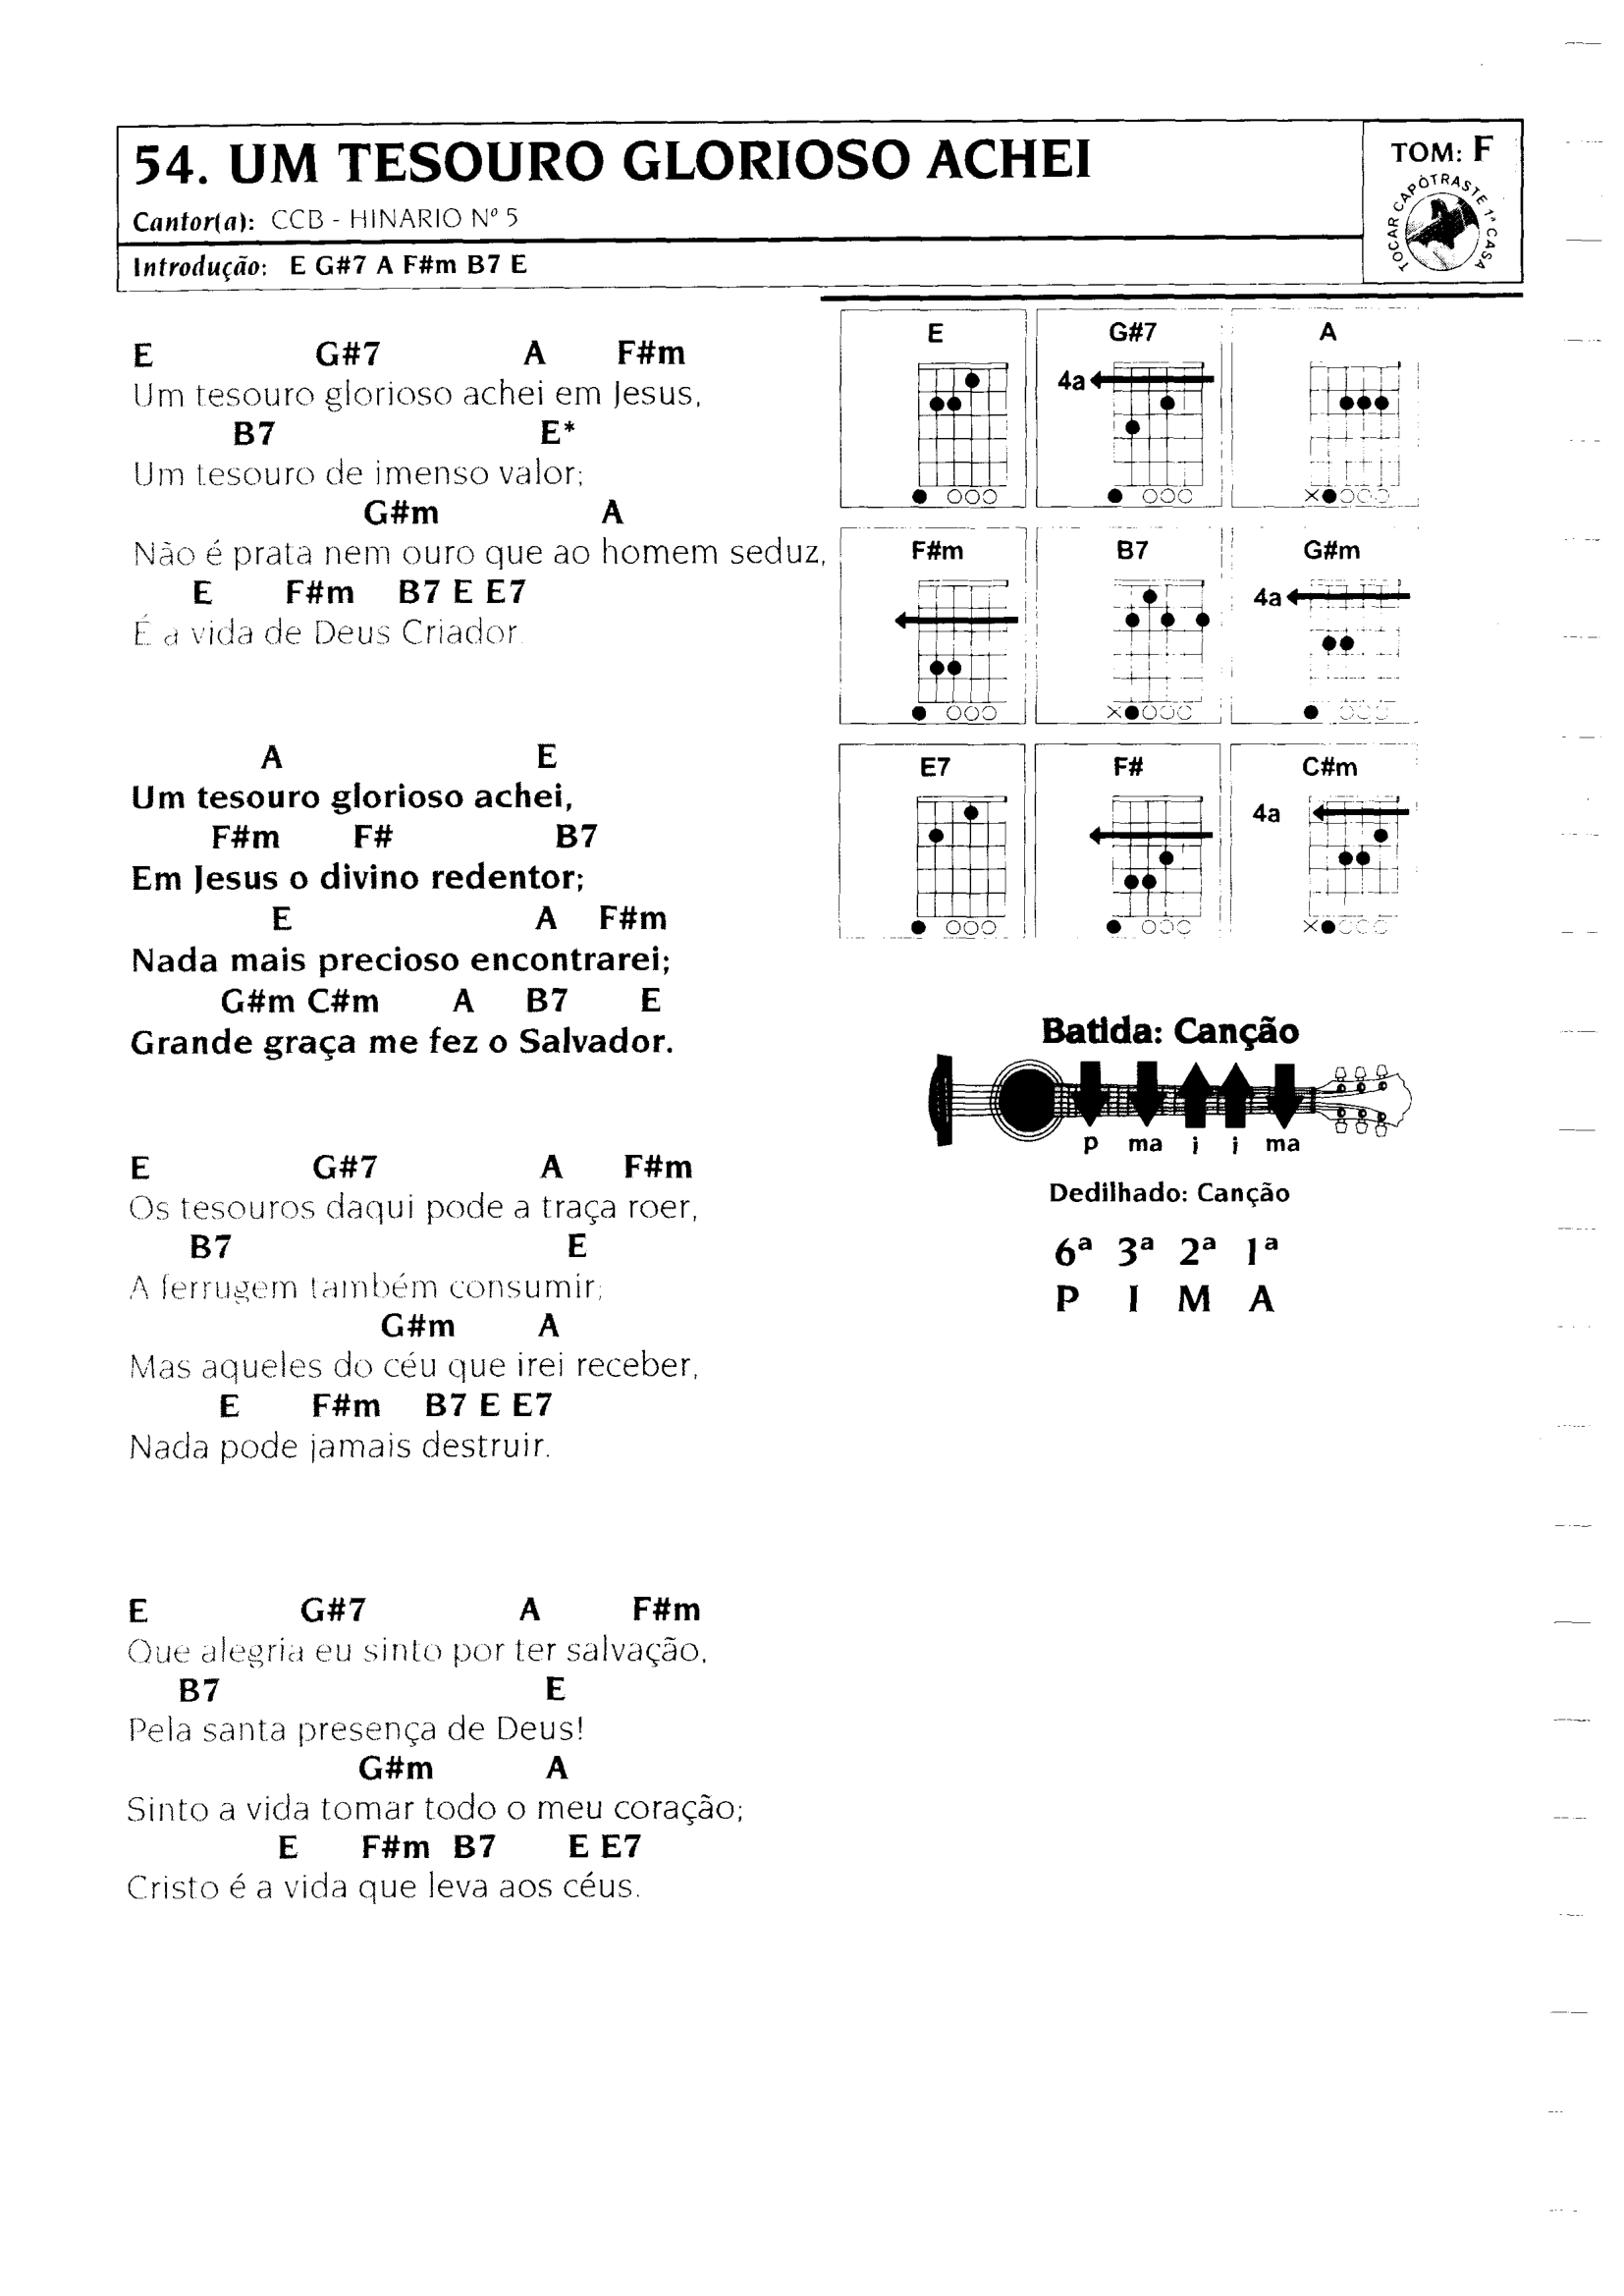 54. UM TESOURO GLORIOSO ACHEI
Cantor(a): CCB - HINARIO Nº 5
Introdução: E G#7 A F#m B7 E
TOM: F
TOCAR CAPÒTRASTE 1ª CASA
E G#7 A F#m
Um tesouro glorioso achei em Jesus,
B7 E*
Um tesouro de imenso valor;
G#m A
Não é prata nem ouro que ao homem seduz,
E F#m B7 E E7
É a vida de Deus Criador.
A E
Um tesouro glorioso achei,
F#m F# B7
Em Jesus o divino redentor;
E A F#m
Nada mais precioso encontrarei;
G#m C#m A B7 E
Grande graça me fez o Salvador.
E G#7 A F#m
Os tesouros daqui pode a traça roer,
B7 E
A ferrugem também consumir;
G#m A
Mas aqueles do céu que irei receber,
E F#m B7 E E7
Nada pode jamais destruir.
E G#7 A F#m
Que alegria eu sinto por ter salvação,
B7 E
Pela santa presença de Deus!
G#m A
Sinto a vida tomar todo o meu coração;
E F#m B7 E E7
Cristo é a vida que leva aos céus.
E G#7 A
4a
F#m B7 G#m
4a
E7 F# C#m
4a
Batida: Canção
p ma i i ma
Dedilhado: Canção
6ª 3ª 2ª 1ª
P I M A